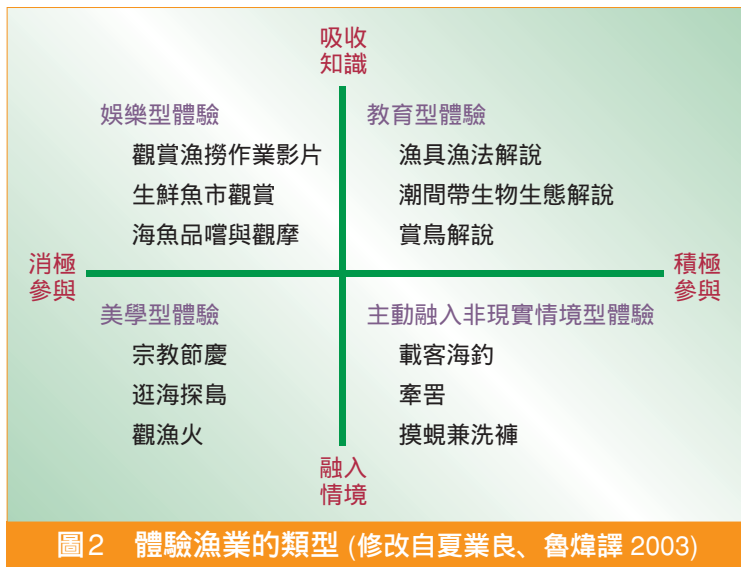 吸收
知識
娛樂型體驗
觀賞漁撈作業影片
生鮮魚市觀賞
海魚品嚐與觀摩
教育型體驗
漁具漁法解說
潮間帶生物生態解說
賞鳥解說
消極
參與
積極
參與
美學型體驗
宗教節慶
逛海探島
觀漁火
主動融入非現實情境型體驗
載客海釣
牽罟
摸蜆兼洗褲
融入
情境
圖2 體驗漁業的類型 (修改自夏業良、魯煒譯 2003)